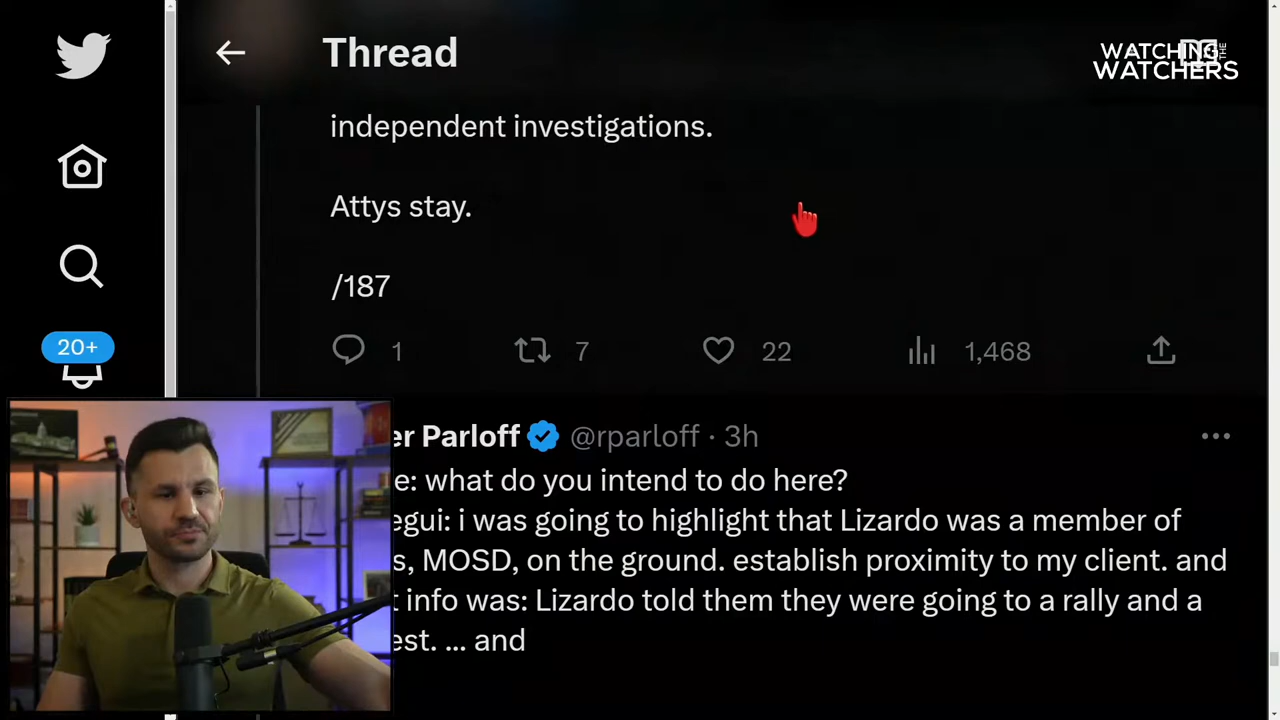 Thread
WATCHING THE
WATCHERS
independent investigations.
Attys stay.
/187
1 7 22 1,468
20+
er Parloff @rparloff · 3h
e: what do you intend to do here?
egui: i was going to highlight that Lizardo was a member of
s, MOSD, on the ground. establish proximity to my client. and
t info was: Lizardo told them they were going to a rally and a
est. ... and